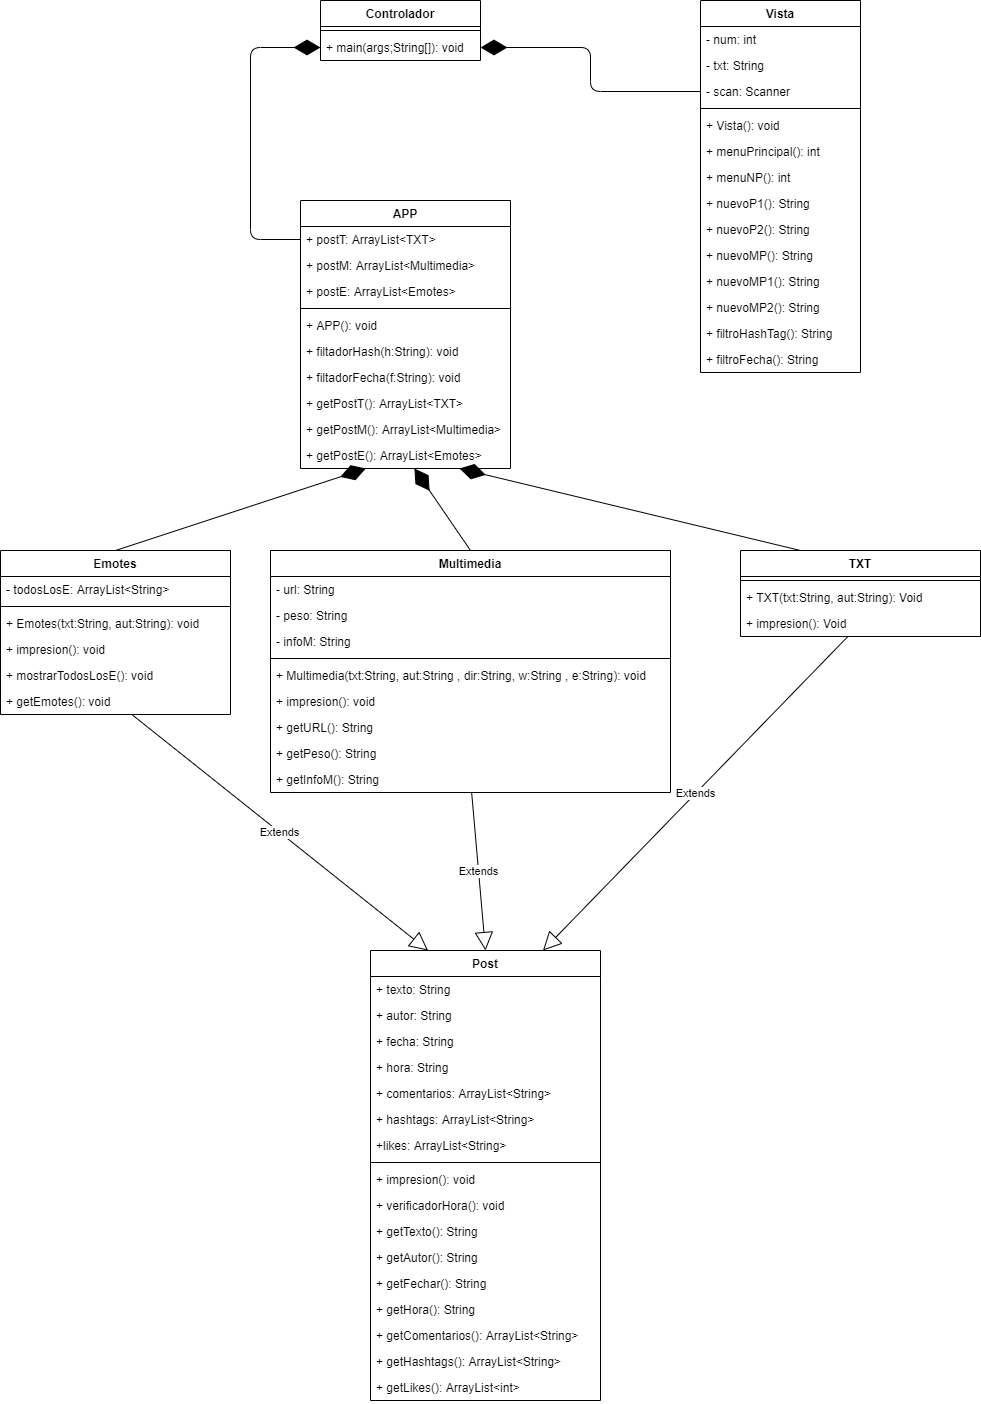 Controlador
+ main(args;String[]): void
Vista
- num: int
- txt: String
- scan: Scanner
+ Vista(): void
+ menuPrincipal(): int
+ menuNP(): int
+ nuevoP1(): String
+ nuevoP2(): String
+ nuevoMP(): String
+ nuevoMP1(): String
+ nuevoMP2(): String
+ filtroHashTag(): String
+ filtroFecha(): String
APP
+ postT: ArrayList<TXT>
+ postM: ArrayList<Multimedia>
+ postE: ArrayList<Emotes>
+ APP(): void
+ filtadorHash(h:String): void
+ filtadorFecha(f:String): void
+ getPostT(): ArrayList<TXT>
+ getPostM(): ArrayList<Multimedia>
+ getPostE(): ArrayList<Emotes>
Emotes
- todosLosE: ArrayList<String>
+ Emotes(txt:String, aut:String): void
+ impresion(): void
+ mostrarTodosLosE(): void
+ getEmotes(): void
Multimedia
- url: String
- peso: String
- infoM: String
+ Multimedia(txt:String, aut:String , dir:String, w:String , e:String): void
+ impresion(): void
+ getURL(): String
+ getPeso(): String
+ getInfoM(): String
TXT
+ TXT(txt:String, aut:String): Void
+ impresion(): Void
Extends
Extends
Extends
Post
+ texto: String
+ autor: String
+ fecha: String
+ hora: String
+ comentarios: ArrayList<String>
+ hashtags: ArrayList<String>
+likes: ArrayList<String>
+ impresion(): void
+ verificadorHora(): void
+ getTexto(): String
+ getAutor(): String
+ getFechar(): String
+ getHora(): String
+ getComentarios(): ArrayList<String>
+ getHashtags(): ArrayList<String>
+ getLikes(): ArrayList<int>